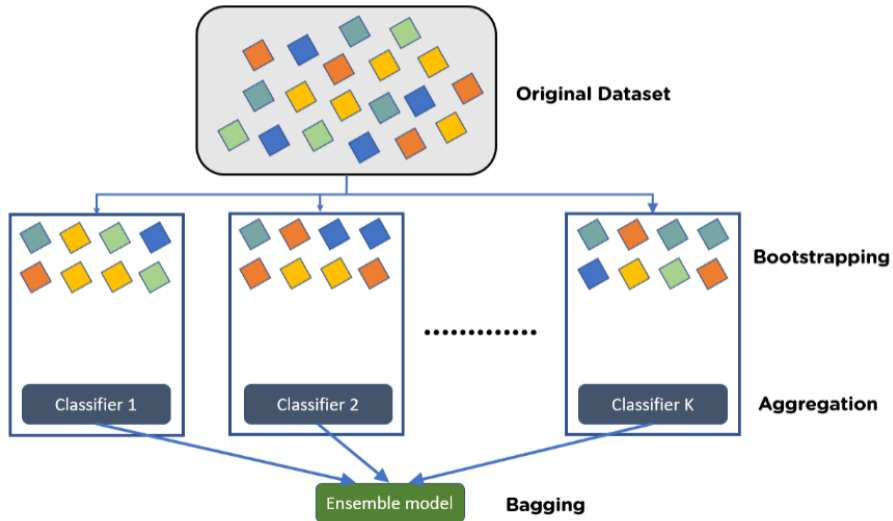 Original Dataset
Bootstrapping
Classifier 1
Classifier 2
Classifier K
Aggregation
Ensemble model
Bagging